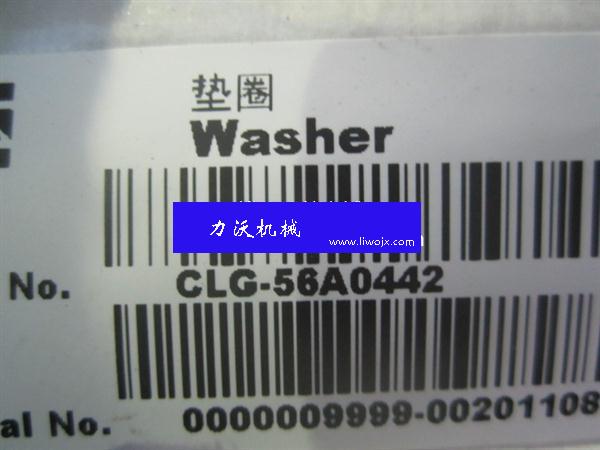 垫圈
Washer
力沃机械
www.liwojx.com
No. CLG-56A0442
al No. 0000009999-00201108